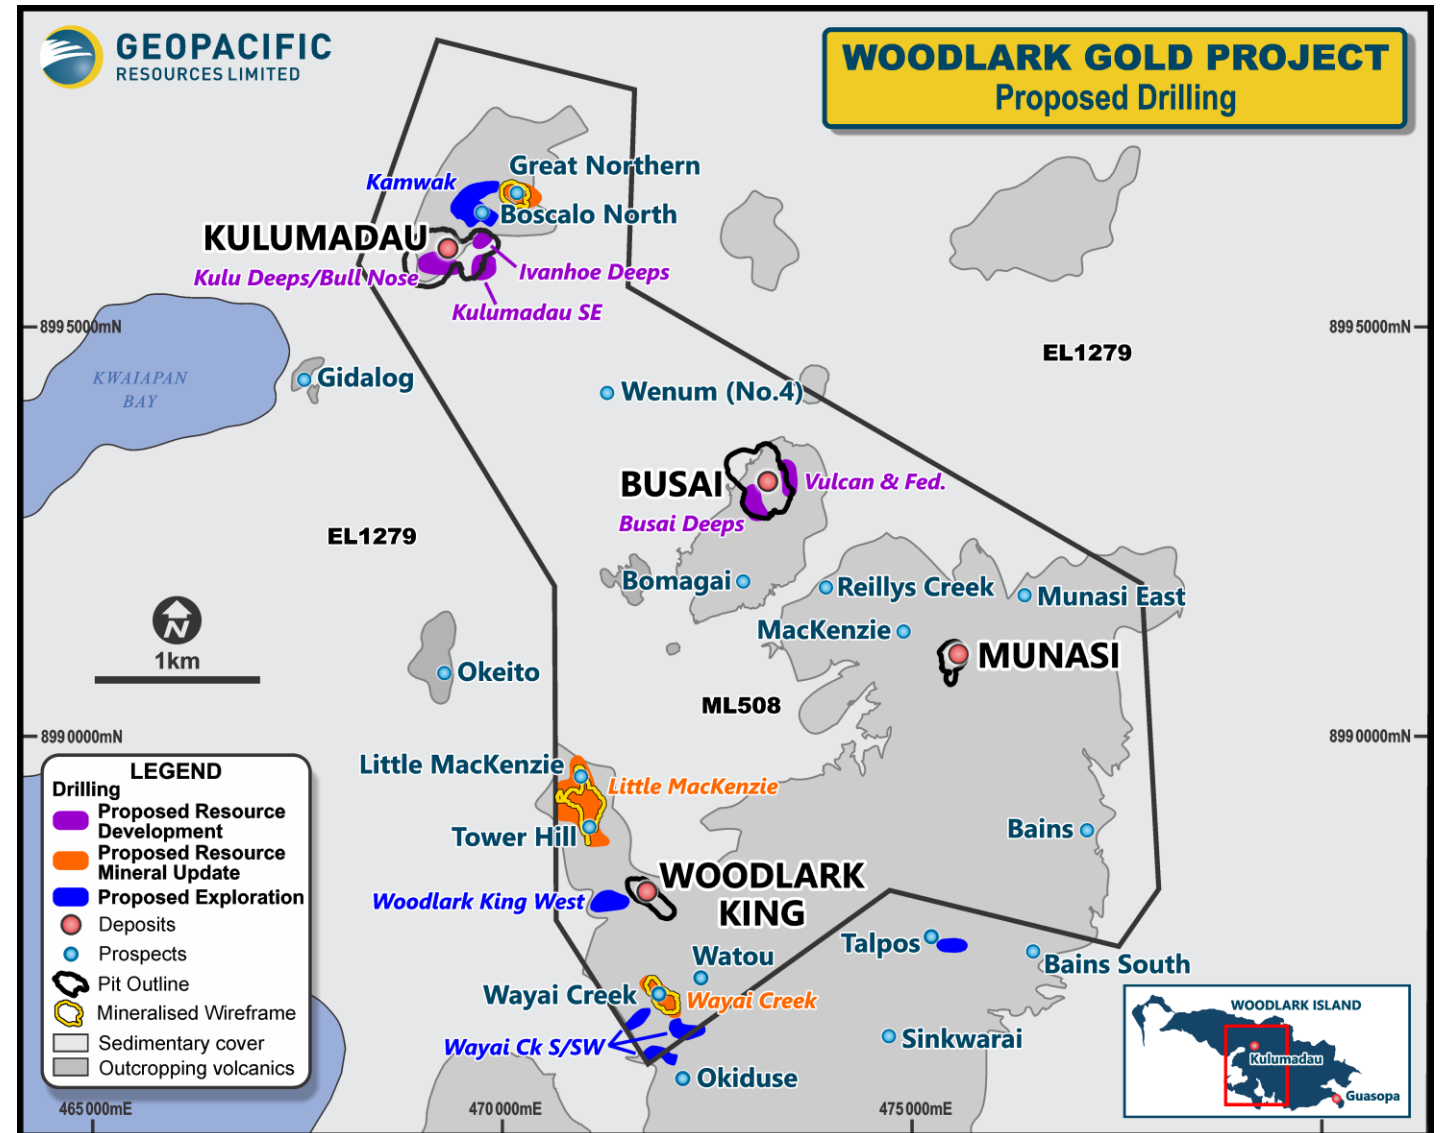 GEOPACIFIC
RESOURCES LIMITED
WOODLARK GOLD PROJECT
Proposed Drilling
Great Northern
Kamwak
Boscalo North
KULUMADAU
Kulu Deeps/Bull Nose
Ivanhoe Deeps
Kulumadau SE
899 5000mN
899 5000mN
EL1279
KWAIAPAN
BAY
Gidalog
Wenum (No.4)
BUSAI
Vulcan & Fed.
Busai Deeps
EL1279
Bomagai
Reillys Creek
Munasi East
MacKenzie
MUNASI
N
1km
Okeito
ML508
899 0000mN
899 0000mN
Little MacKenzie
Little MacKenzie
Tower Hill
Bains
WOODLARK
KING
Woodlark King West
Talpos
Watou
Bains South
Wayai Creek
Wayai Creek
Sinkwarai
Wayai Ck S/SW
Okiduse
LEGEND
Drilling
Proposed Resource
Development
Proposed Resource
Mineral Update
Proposed Exploration
Deposits
Prospects
Pit Outline
Mineralised Wireframe
Sedimentary cover
Outcropping volcanics
WOODLARK ISLAND
Kulumadau
Guasopa
465 000mE
470 000mE
475 000mE